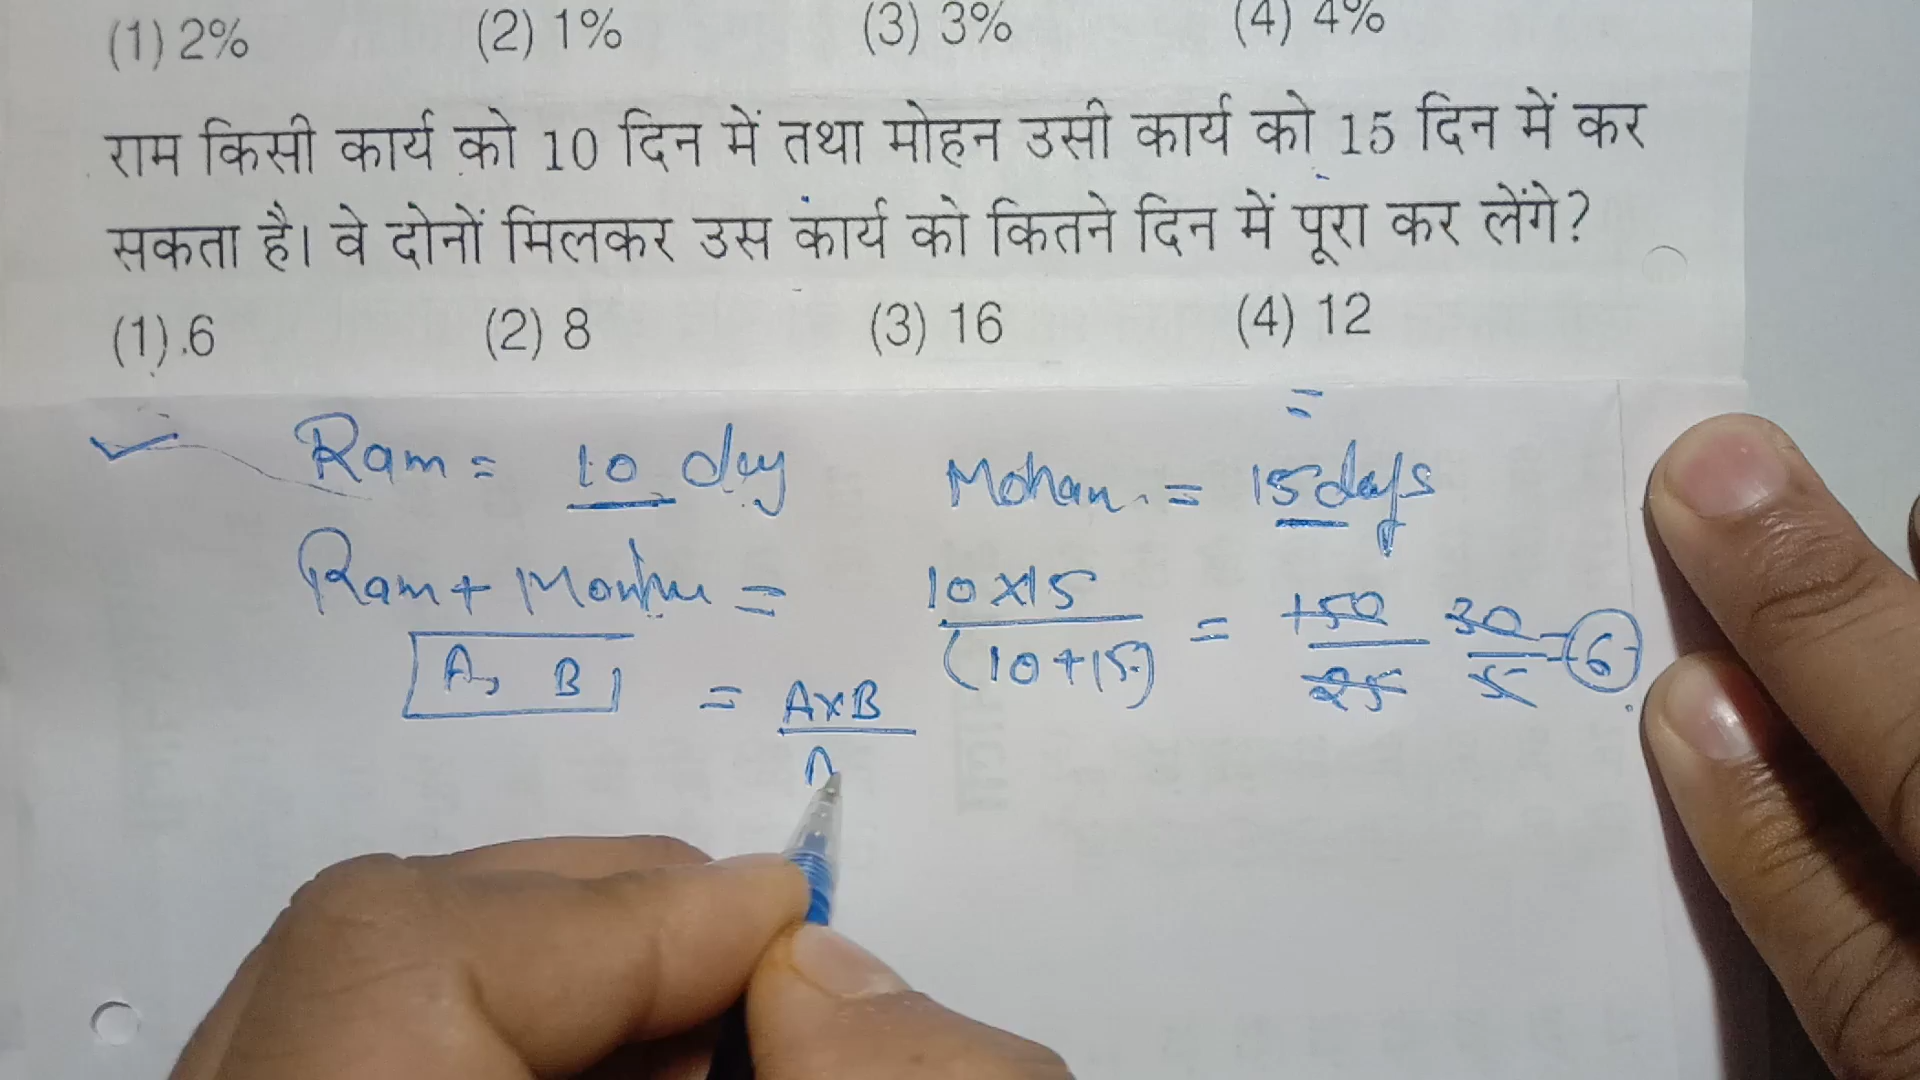 (1) 2% (2) 1% (3) 3% (4) 4%
राम किसी कार्य को 10 दिन में तथा मोहन उसी कार्य को 15 दिन में कर
सकता है। वे दोनों मिलकर उस कार्य को कितने दिन में पूरा कर लेंगे?
(1) 6 (2) 8 (3) 16 (4) 12
Ram = 10 day Mohan = 15 days
Ram + = 10×15 / (10+15) = 150 / 25 30 / 5 = 6
A, B = A×B / A